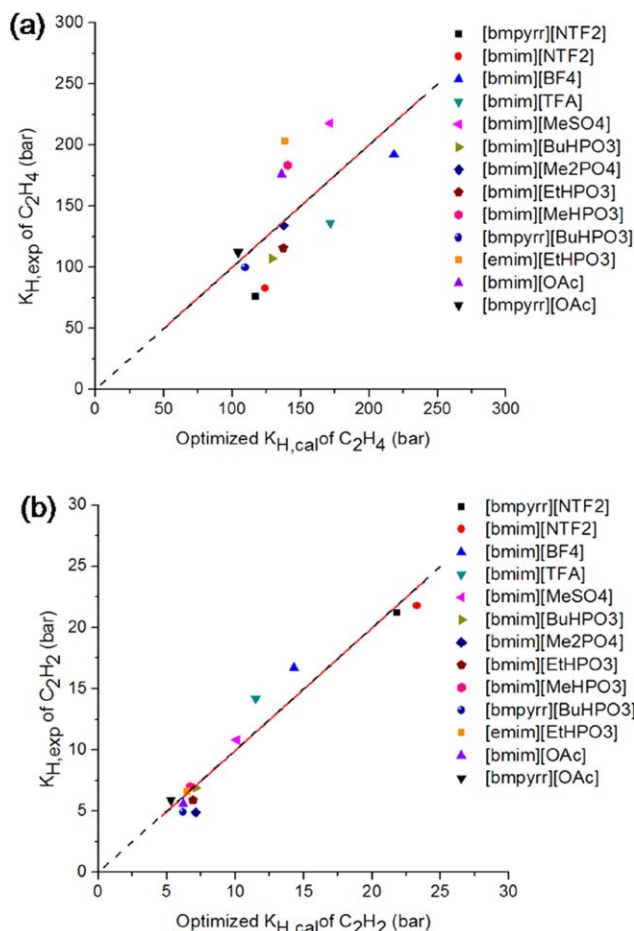 (a)
300
250
200
150
100
50
0
K_H,exp of C2H4 (bar)
0 50 100 150 200 250 300
Optimized K_H,cal of C2H4 (bar)
[bmpyrr][NTF2]
[bmim][NTF2]
[bmim][BF4]
[bmim][TFA]
[bmim][MeSO4]
[bmim][BuHPO3]
[bmim][Me2PO4]
[bmim][EtHPO3]
[bmim][MeHPO3]
[bmpyrr][BuHPO3]
[emim][EtHPO3]
[bmim][OAc]
[bmpyrr][OAc]
(b)
30
25
20
15
10
5
0
K_H,exp of C2H2 (bar)
0 5 10 15 20 25 30
Optimized K_H,cal of C2H2 (bar)
[bmpyrr][NTF2]
[bmim][NTF2]
[bmim][BF4]
[bmim][TFA]
[bmim][MeSO4]
[bmim][BuHPO3]
[bmim][Me2PO4]
[bmim][EtHPO3]
[bmim][MeHPO3]
[bmpyrr][BuHPO3]
[emim][EtHPO3]
[bmim][OAc]
[bmpyrr][OAc]